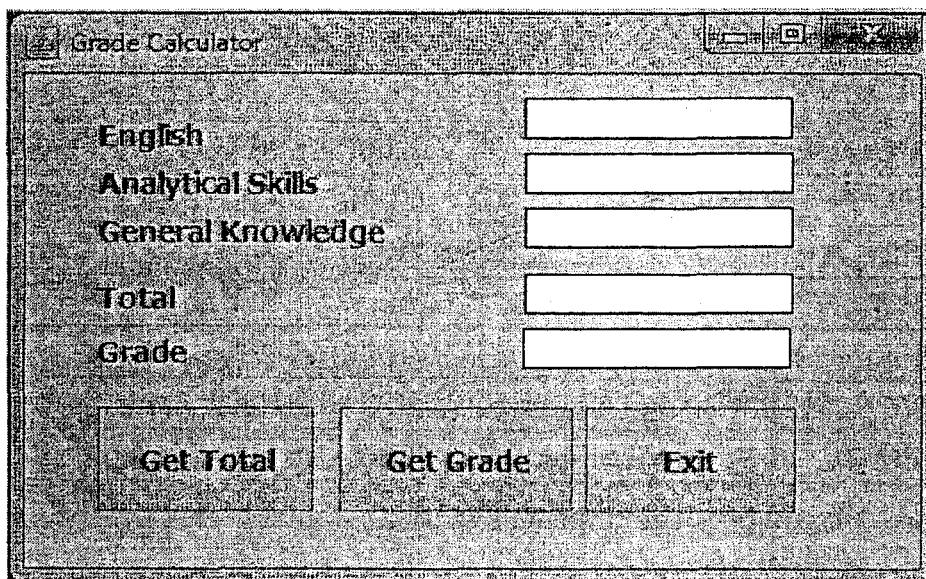 Grade Calculator
English
Analytical Skills
General Knowledge
Total
Grade
Get Total Get Grade Exit